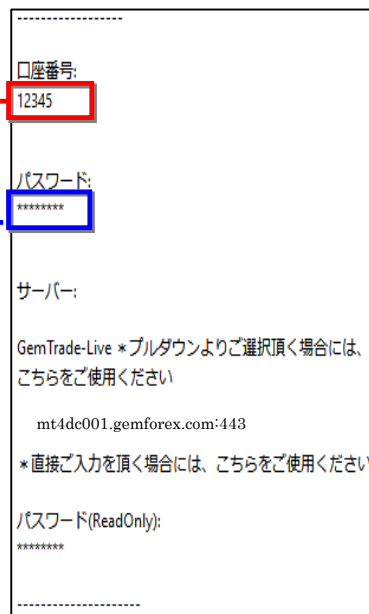 -------------------
口座番号:
12345
パスワード:
********
サーバー:
GemTrade-Live ＊プルダウンよりご選択頂く場合には、
こちらをご使用ください
mt4dc001.gemforex.com:443
＊直接ご入力を頂く場合には、こちらをご使用ください
パスワード(ReadOnly):
********
----------------------